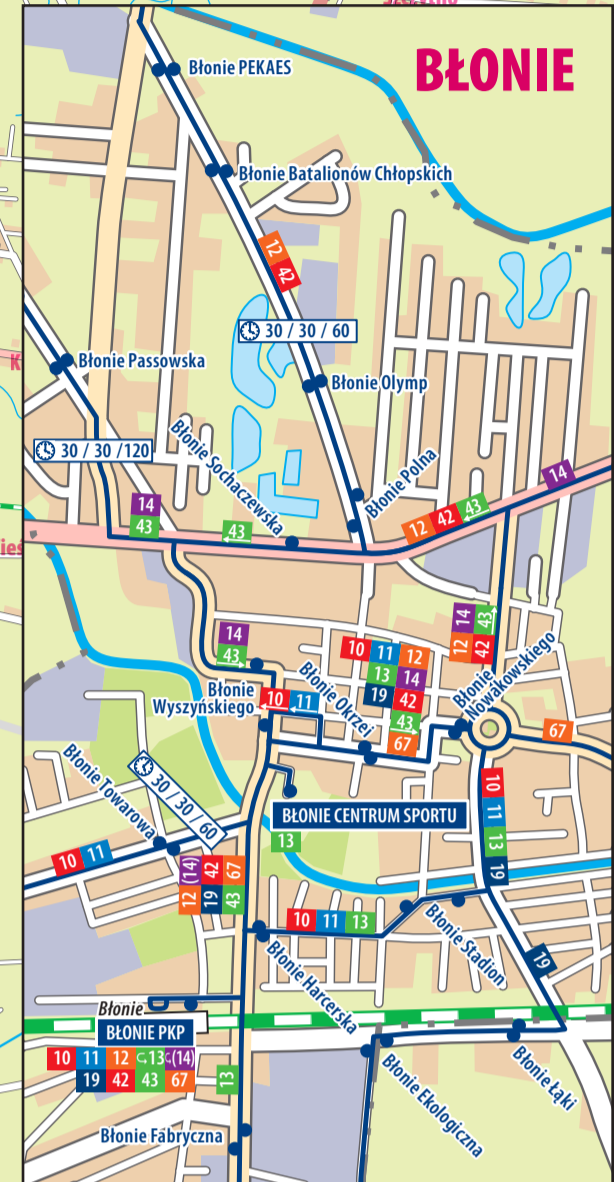 BŁONIE
Błonie PEKAES
Błonie Batalionów Chłopskich
12
42
30 / 30 / 60
Błonie Passowska
Błonie Olymp
30 / 30 /120
Błonie Sochaczewska
Błonie Polna
14
43
43
12 42 43
14
14
43
10 11 12
13 14
19 42
43
67
14 43
12 42
Błonie
Wyszyńskiego
10 11
Błonie Okrzei
Błonie
Nowakowskiego
67
Błonie Towarowa
30 / 30 / 60
BŁONIE CENTRUM SPORTU
13
10
11
13
19
10 11
(14) 42 67
12 19 43
10 11 13
Błonie Stadion
Błonie Harcerska
19
Błonie
BŁONIE PKP
10 11 12 13 (14)
19 42 43 67
13
Błonie Łąki
Błonie Ekologiczna
Błonie Fabryczna